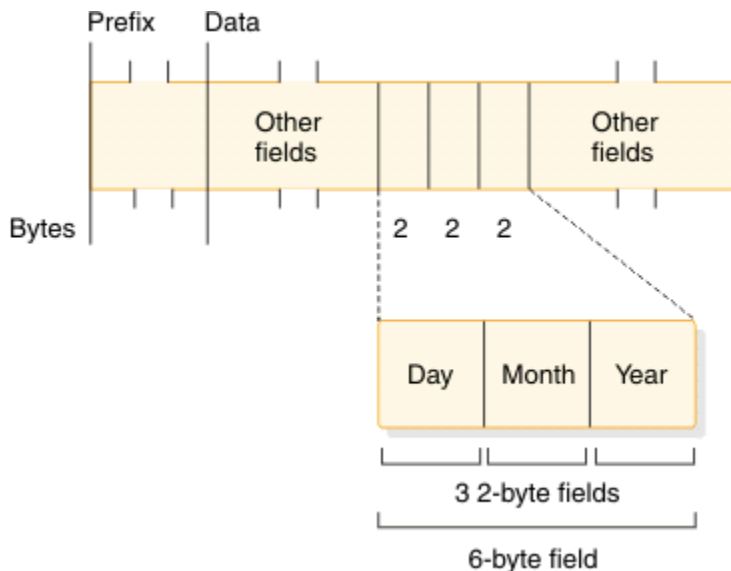 Prefix
Data
Other
fields
Other
fields
Bytes
2
2
2
Day
Month
Year
3 2-byte fields
6-byte field